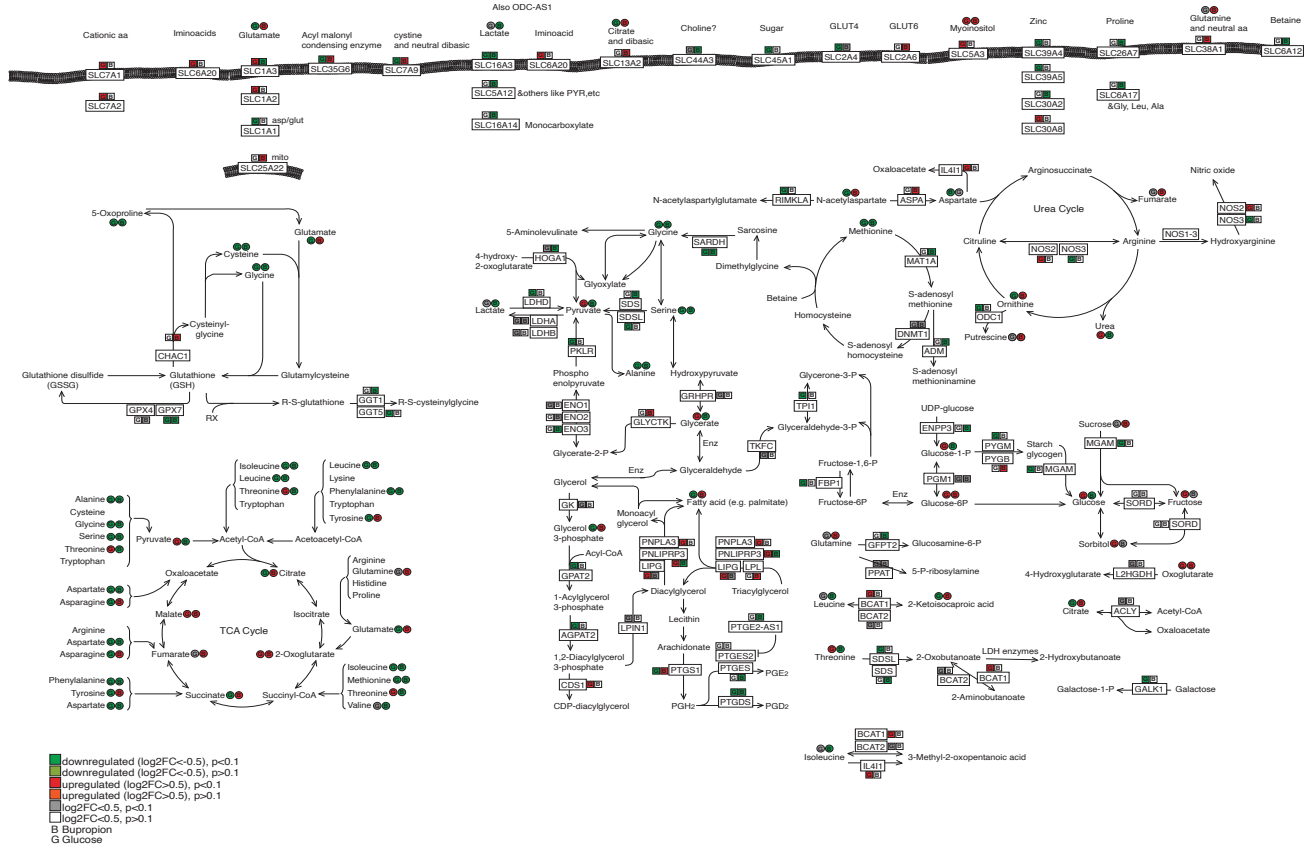 Also ODC-AS1
Cationic aa
Iminoacids
Glutamate
Acyl malonyl
condensing enzyme
cystine
and neutral dibasic
Lactate
Iminoacid
Citrate
and dibasic
Choline?
Sugar
GLUT4
GLUT6
Myoinositol
Zinc
Proline
Glutamine
and neutral aa
Betaine
SLC7A1
SLC6A20
SLC1A3
SLC35G6
SLC7A9
SLC16A3
SLC6A20
SLC13A2
SLC44A3
SLC45A1
SLC2A4
SLC2A6
SLC5A3
SLC39A4
SLC26A7
SLC38A1
SLC6A12
SLC7A2
SLC1A2
SLC5A12 &others like PYR,etc
SLC39A5
SLC6A17
&Gly, Leu, Ala
SLC30A2
asp/glut
SLC1A1
SLC16A14 Monocarboxylate
SLC30A8
mito
SLC25A22
5-Oxoproline
Glutamate
Cysteine
Glycine
Cysteinyl-
glycine
CHAC1
Glutathione disulfide
(GSSG)
Glutathione
(GSH)
Glutamylcysteine
GPX4 GPX7
RX
R-S-glutathione
GGT1
GGT5
R-S-cysteinylglycine
5-Aminolevulinate
Glycine
SARDH
Sarcosine
Dimethylglycine
4-hydroxy-
2-oxoglutarate
HOGA1
Glyoxylate
Lactate
LDHD
LDHA
LDHB
Pyruvate
SDS
SDSL
Serine
PKLR
Alanine
Phospho
enolpyruvate
Hydroxypyruvate
GRHPR
ENO1
ENO2
ENO3
GLYCTK
Glycerate
Glycerate-2-P
Enz
Glyceraldehyde
TKFC
Enz
Glycerol
N-acetylaspartylglutamate
RIMKLA
N-acetylaspartate
ASPA
Aspartate
Oxaloacetate
IL4I1
Methionine
MAT1A
S-adenosyl
methionine
DNMT1
ADM
S-adenosyl
homocysteine
S-adenosyl
methioninamine
Homocysteine
Betaine
Arginosuccinate
Fumarate
Urea Cycle
Citruline
NOS2 NOS3
Arginine
NOS1-3
Hydroxyarginine
NOS2
NOS3
Nitric oxide
Ornithine
ODC1
Putrescine
Urea
Glycerone-3-P
TPI1
Glyceraldehyde-3-P
Fructose-1,6-P
FBP1
Fructose-6P
Enz
Glucose-6P
UDP-glucose
ENPP3
Glucose-1-P
PGM1
PYGM
PYGB
Starch
glycogen
MGAM
Sucrose
MGAM
Glucose
SORD
Fructose
SORD
Sorbitol
Glutamine
GFPT2
Glucosamine-6-P
PPAT
5-P-ribosylamine
4-Hydroxyglutarate
L2HGDH
Oxoglutarate
Leucine
BCAT1
BCAT2
2-Ketoisocaproic acid
Citrate
ACLY
Acetyl-CoA
Oxaloacetate
Threonine
SDSL
SDS
2-Oxobutanoate
LDH enzymes
2-Hydroxybutanoate
BCAT2
BCAT1
2-Aminobutanoate
Galactose-1-P
GALK1
Galactose
Isoleucine
BCAT1
BCAT2
IL4I1
3-Methyl-2-oxopentanoic acid
GK
Monoacyl
glycerol
Fatty acid (e.g. palmitate)
Glycerol
3-phosphate
Acyl-CoA
GPAT2
1-Acylglycerol
3-phosphate
AGPAT2
1,2-Diacylglycerol
3-phosphate
CDS1
CDP-diacylglycerol
LPIN1
PNPLA3
PNLIPRP3
LIPG
PNPLA3
PNLIPRP3
LIPG LPL
Diacylglycerol
Triacylglycerol
Lecithin
Arachidonate
PTGS1
PGH2
PTGE2-AS1
PTGES2
PTGES
PGE2
PTGDS
PGD2
Isoleucine
Leucine
Threonine
Tryptophan
Leucine
Lysine
Phenylalanine
Tryptophan
Tyrosine
Alanine
Cysteine
Glycine
Serine
Threonine
Tryptophan
Pyruvate
Acetyl-CoA
Acetoacetyl-CoA
Oxaloacetate
Citrate
Arginine
Glutamine
Histidine
Proline
Aspartate
Asparagine
Malate
TCA Cycle
Isocitrate
Glutamate
Arginine
Aspartate
Asparagine
Fumarate
2-Oxoglutarate
Phenylalanine
Tyrosine
Aspartate
Succinate
Succinyl-CoA
Isoleucine
Methionine
Threonine
Valine
downregulated (log2FC<-0.5), p<0.1
downregulated (log2FC<-0.5), p>0.1
upregulated (log2FC>0.5), p<0.1
upregulated (log2FC>0.5), p>0.1
log2FC<0.5, p<0.1
log2FC<0.5, p>0.1
B Bupropion
G Glucose